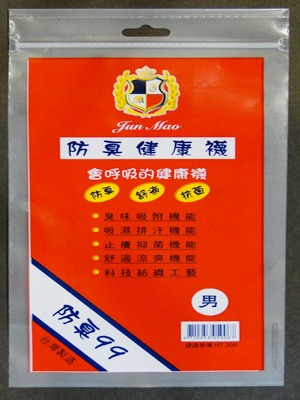 Jun Mao
防臭健康襪
會呼吸的健康襪
防臭 舒適 抗菌
臭味吸附機能
吸濕排汗機能
止癢抑菌機能
舒適涼爽機能
科技紡織工藝
男
防臭99
台灣製造